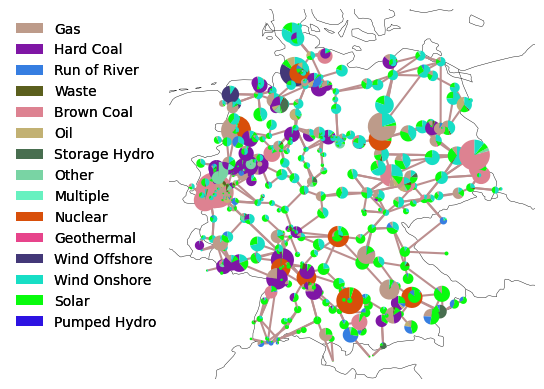 Gas
Hard Coal
Run of River
Waste
Brown Coal
Oil
Storage Hydro
Other
Multiple
Nuclear
Geothermal
Wind Offshore
Wind Onshore
Solar
Pumped Hydro